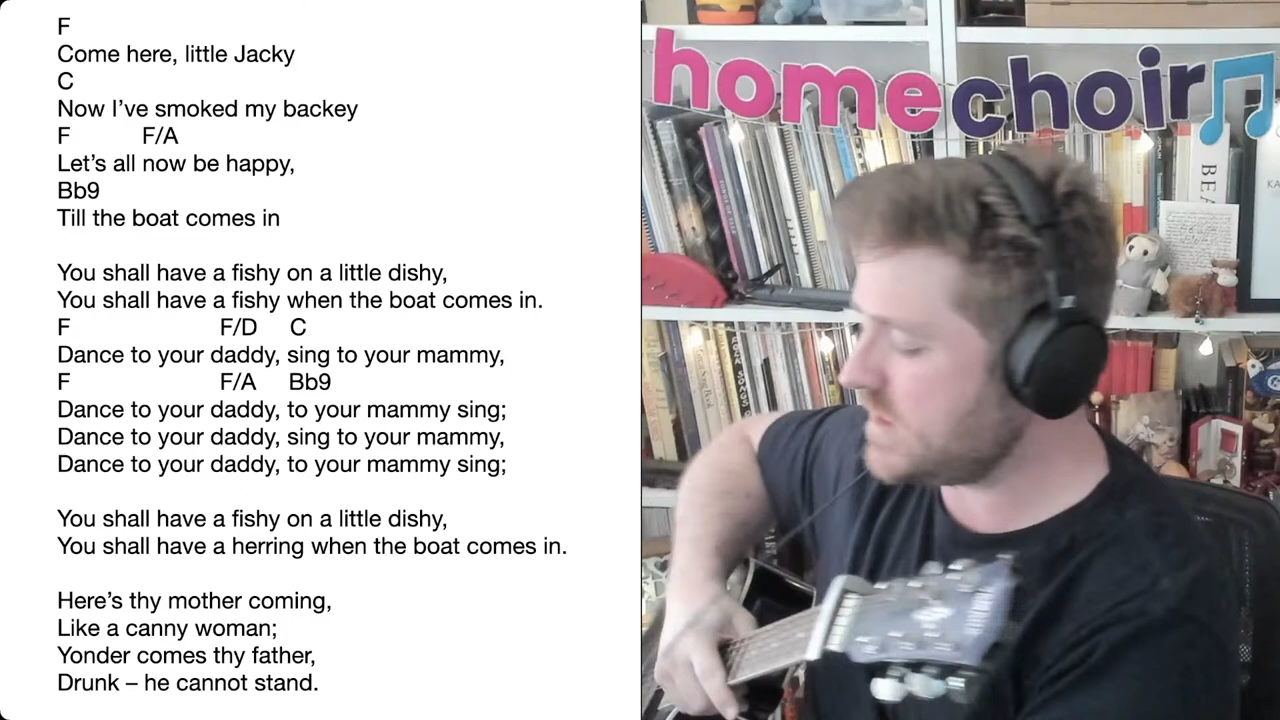 F
Come here, little Jacky
C
Now I’ve smoked my backey
F F/A
Let’s all now be happy,
Bb9
Till the boat comes in
You shall have a fishy on a little dishy,
You shall have a fishy when the boat comes in.
F F/D C
Dance to your daddy, sing to your mammy,
F F/A Bb9
Dance to your daddy, to your mammy sing;
Dance to your daddy, sing to your mammy,
Dance to your daddy, to your mammy sing;
You shall have a fishy on a little dishy,
You shall have a herring when the boat comes in.
Here’s thy mother coming,
Like a canny woman;
Yonder comes thy father,
Drunk – he cannot stand.
homechoir
BEA
KA